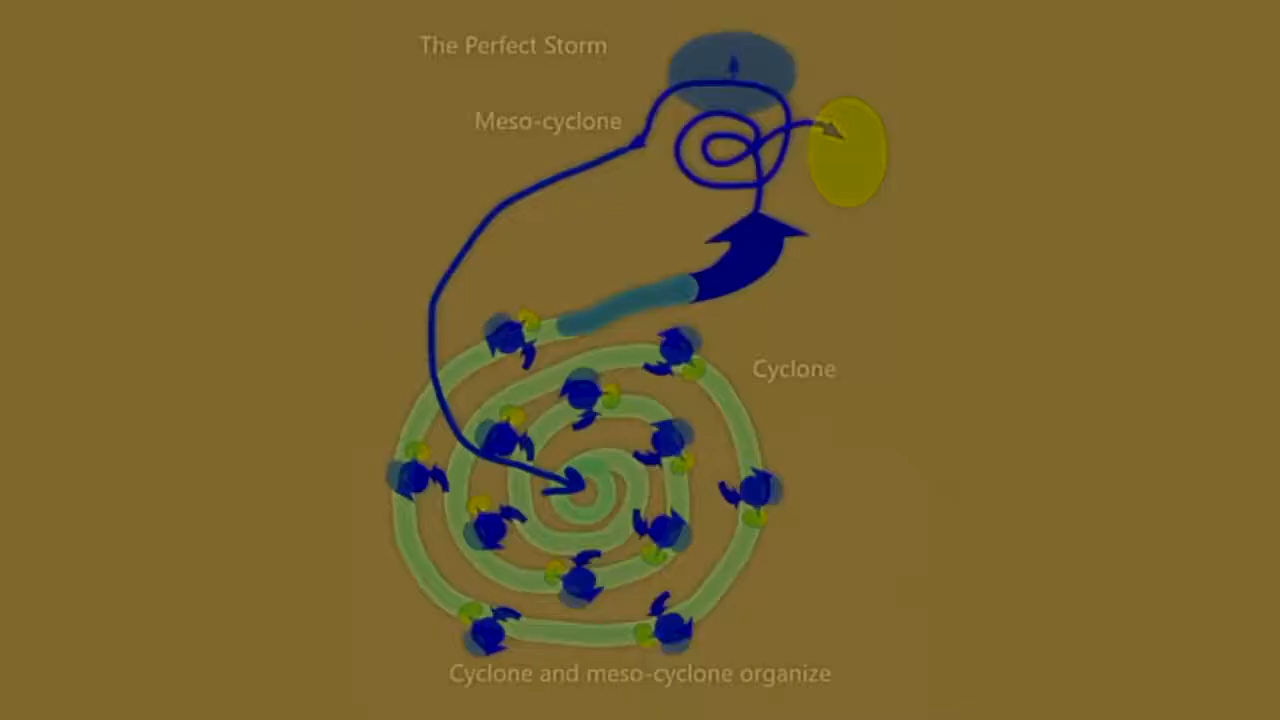 The Perfect Storm
Meso-cyclone
Cyclone
Cyclone and meso-cyclone organize